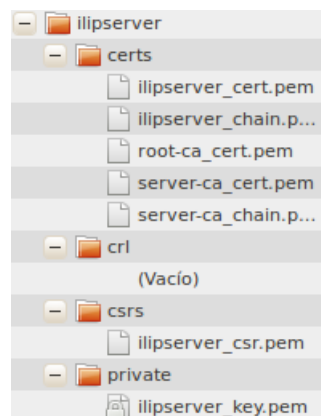 ilipserver
certs
ilipserver_cert.pem
ilipserver_chain.p...
root-ca_cert.pem
server-ca_cert.pem
server-ca_chain.p...
crl
(Vacío)
csrs
ilipserver_csr.pem
private
ilipserver_key.pem